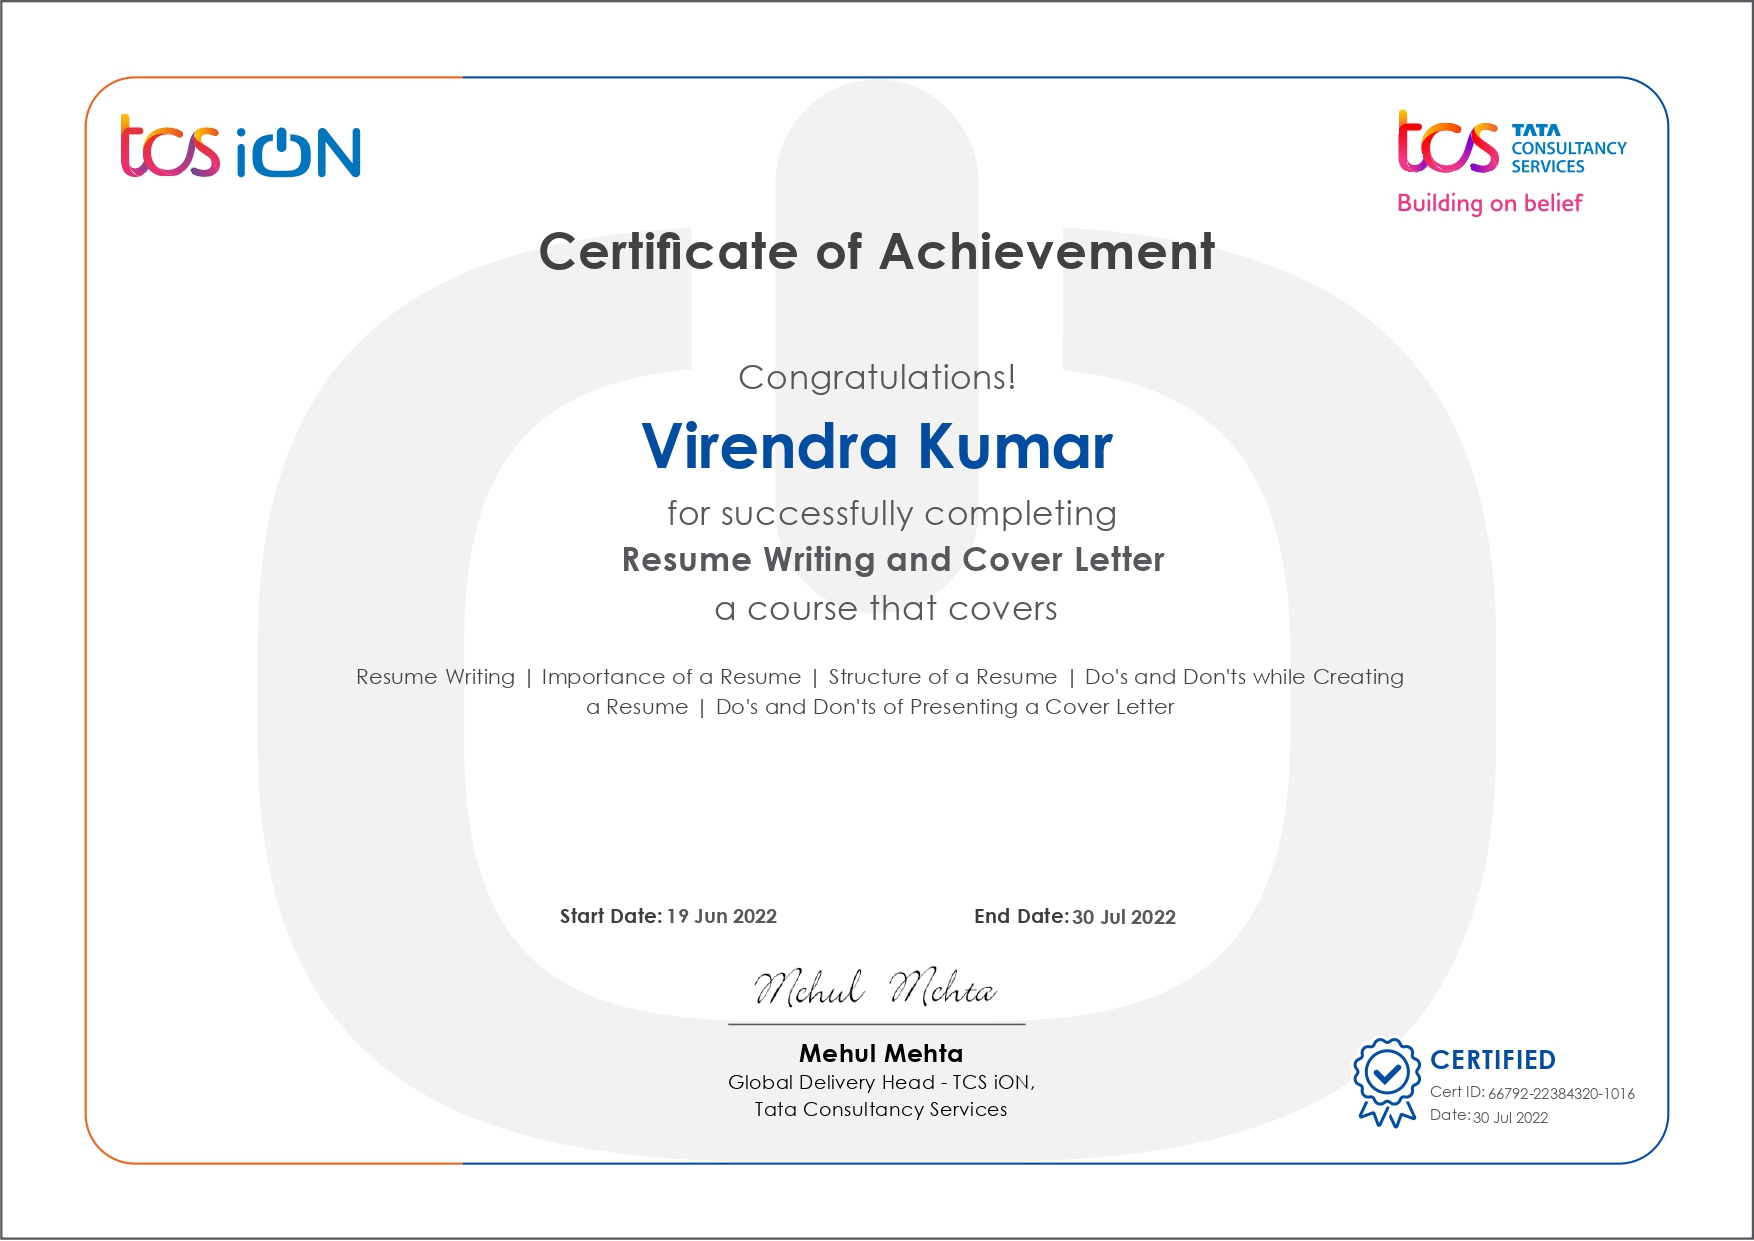 tcs iON
tcs TATA CONSULTANCY SERVICES
Building on belief
Certificate of Achievement
Congratulations!
Virendra Kumar
for successfully completing
Resume Writing and Cover Letter
a course that covers
Resume Writing | Importance of a Resume | Structure of a Resume | Do's and Don'ts while Creating
a Resume | Do's and Don'ts of Presenting a Cover Letter
Start Date: 19 Jun 2022 End Date: 30 Jul 2022
Mehul Mehta
Mehul Mehta
Global Delivery Head - TCS iON,
Tata Consultancy Services
CERTIFIED
Cert ID: 66792-22384320-1016
Date: 30 Jul 2022